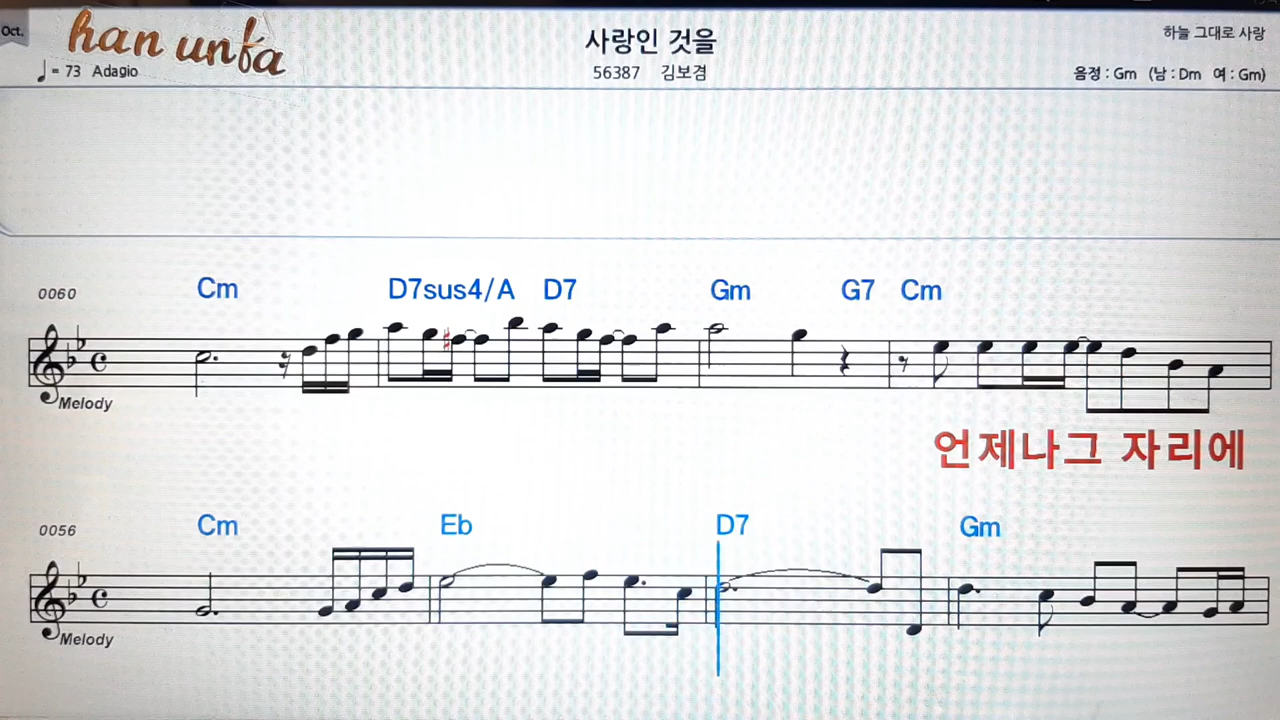 Oct.
han unfa
사랑인 것을
하늘 그대로 사랑
= 73 Adagio
56387 김보겸
음정 : Gm (남 : Dm 여 : Gm)
0060
Cm D7sus4/A D7 Gm G7 Cm
Melody
언제나그 자리에
0056
Cm Eb D7 Gm
Melody